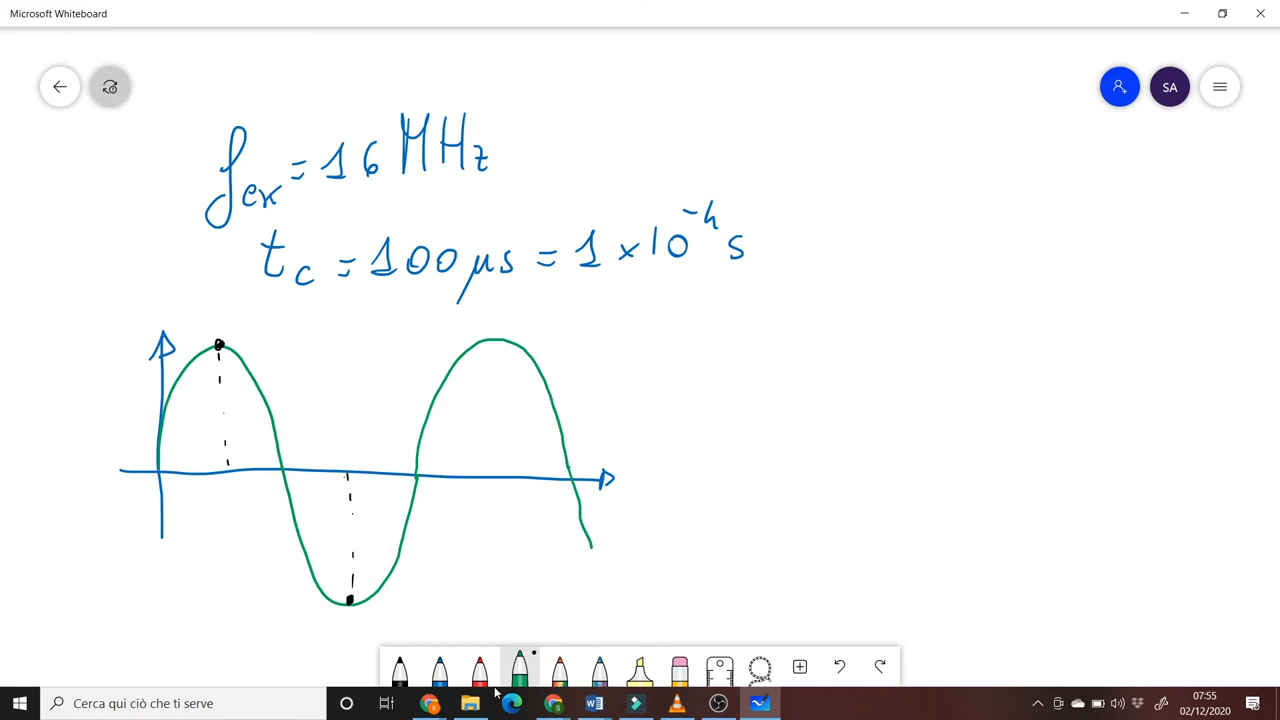 Microsoft Whiteboard
SA
fex = 16 MHz
tc = 100 μs = 1 × 10⁻⁴ s
Cerca qui ciò che ti serve
07:55
02/12/2020